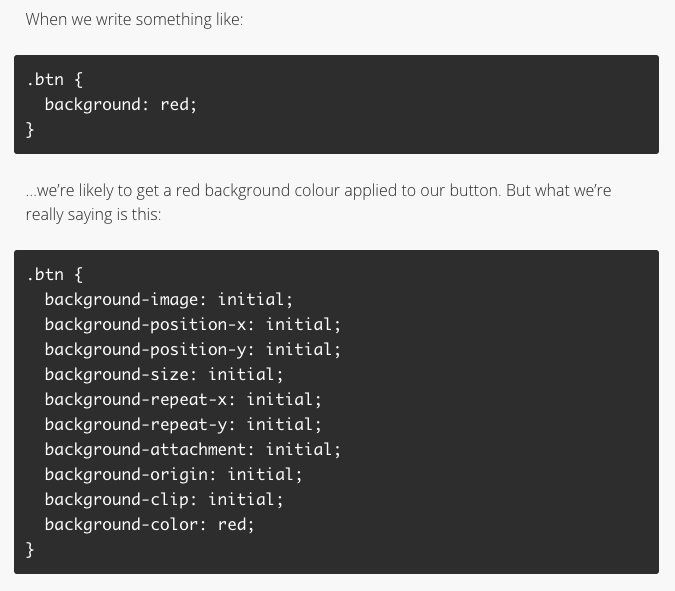 When we write something like:
.btn {
  background: red;
}
…we’re likely to get a red background colour applied to our button. But what we’re
really saying is this:
.btn {
  background-image: initial;
  background-position-x: initial;
  background-position-y: initial;
  background-size: initial;
  background-repeat-x: initial;
  background-repeat-y: initial;
  background-attachment: initial;
  background-origin: initial;
  background-clip: initial;
  background-color: red;
}